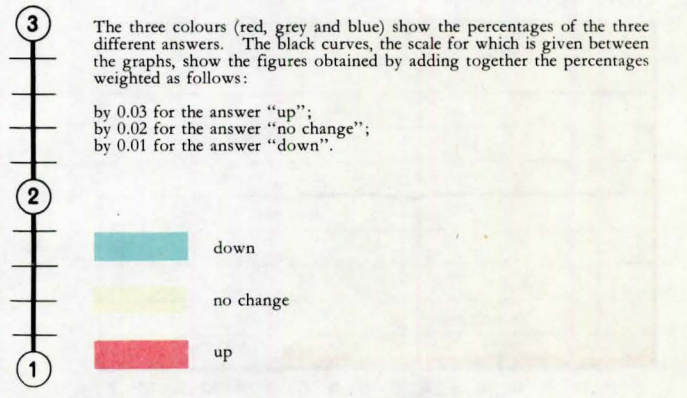 3
The three colours (red, grey and blue) show the percentages of the three
different answers. The black curves, the scale for which is given between
the graphs, show the figures obtained by adding together the percentages
weighted as follows:
by 0.03 for the answer "up";
by 0.02 for the answer "no change";
by 0.01 for the answer "down".
2
down
no change
up
1